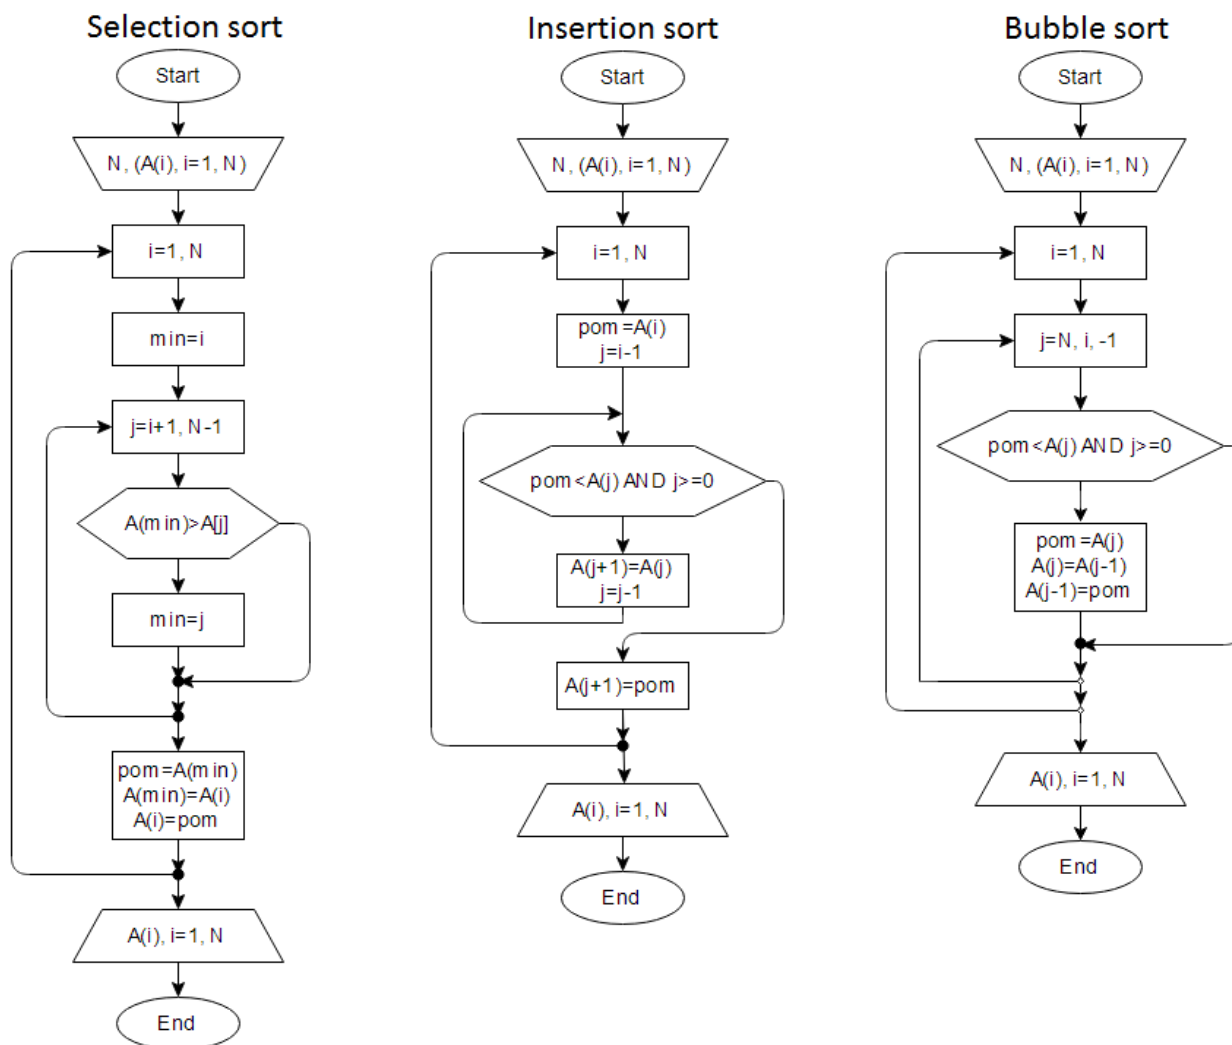 Selection sort
Start
N, (A(i), i=1, N)
i=1, N
min=i
j=i+1, N-1
A(min)>A[j]
min=j
pom=A(min)
A(min)=A(i)
A(i)=pom
A(i), i=1, N
End
Insertion sort
Start
N, (A(i), i=1, N)
i=1, N
pom=A(i)
j=i-1
pom<A(j) AND j>=0
A(j+1)=A(j)
j=j-1
A(j+1)=pom
A(i), i=1, N
End
Bubble sort
Start
N, (A(i), i=1, N)
i=1, N
j=N, i, -1
pom<A(j) AND j>=0
pom=A(j)
A(j)=A(j-1)
A(j-1)=pom
A(i), i=1, N
End